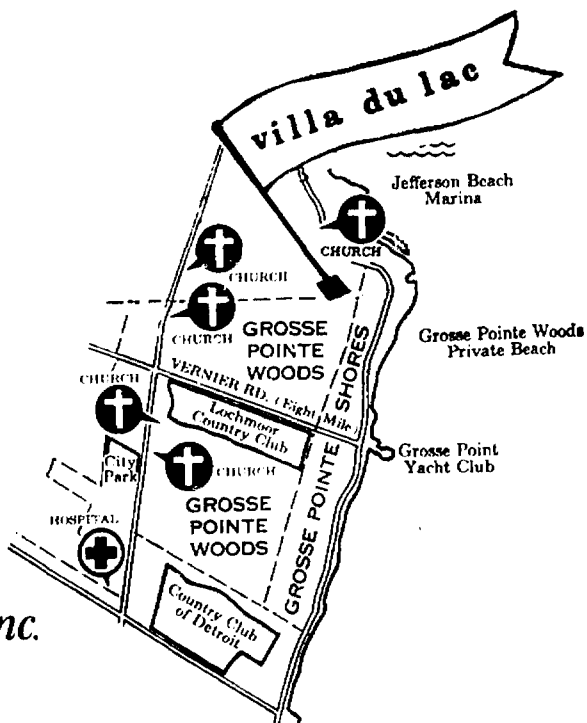 villa du lac
Jefferson Beach
Marina
CHURCH
CHURCH
CHURCH
GROSSE
POINTE
WOODS
Grosse Pointe Woods
Private Beach
VERNIER RD. (Eight Mile)
CHURCH
Lochmoor
Country Club
GROSSE POINTE SHORES
Grosse Point
Yacht Club
City
Park
CHURCH
GROSSE
POINTE
WOODS
HOSPITAL
Country Club
of Detroit
nc.